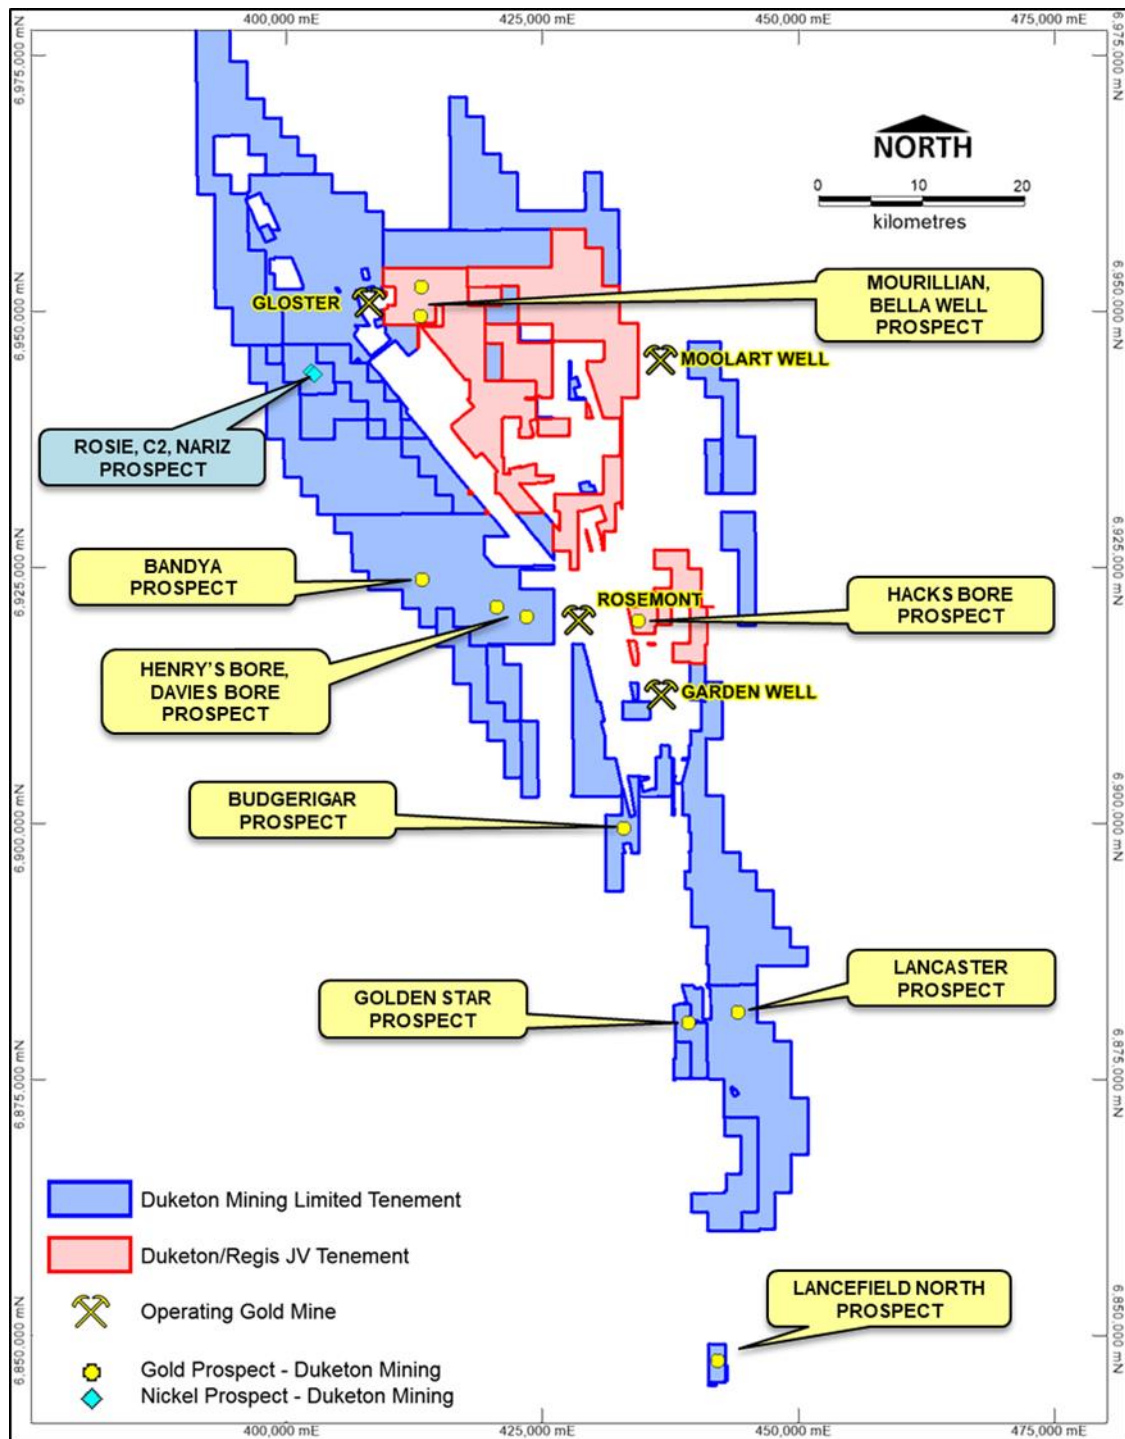 400,000 mE
425,000 mE
450,000 mE
475,000 mE
6,975,000 mN
6,975,000 mN
NORTH
0
10
20
kilometres
MOURILLIAN,
BELLA WELL
PROSPECT
GLOSTER
6,950,000 mN
6,950,000 mN
MOOLART WELL
ROSIE, C2, NARIZ
PROSPECT
BANDYA
PROSPECT
6,925,000 mN
6,925,000 mN
ROSEMONT
HACKS BORE
PROSPECT
HENRY'S BORE,
DAVIES BORE
PROSPECT
GARDEN WELL
BUDGERIGAR
PROSPECT
6,900,000 mN
6,900,000 mN
LANCASTER
PROSPECT
GOLDEN STAR
PROSPECT
6,875,000 mN
6,875,000 mN
Duketon Mining Limited Tenement
Duketon/Regis JV Tenement
Operating Gold Mine
Gold Prospect - Duketon Mining
Nickel Prospect - Duketon Mining
LANCEFIELD NORTH
PROSPECT
6,850,000 mN
6,850,000 mN
400,000 mE
425,000 mE
450,000 mE
475,000 mE